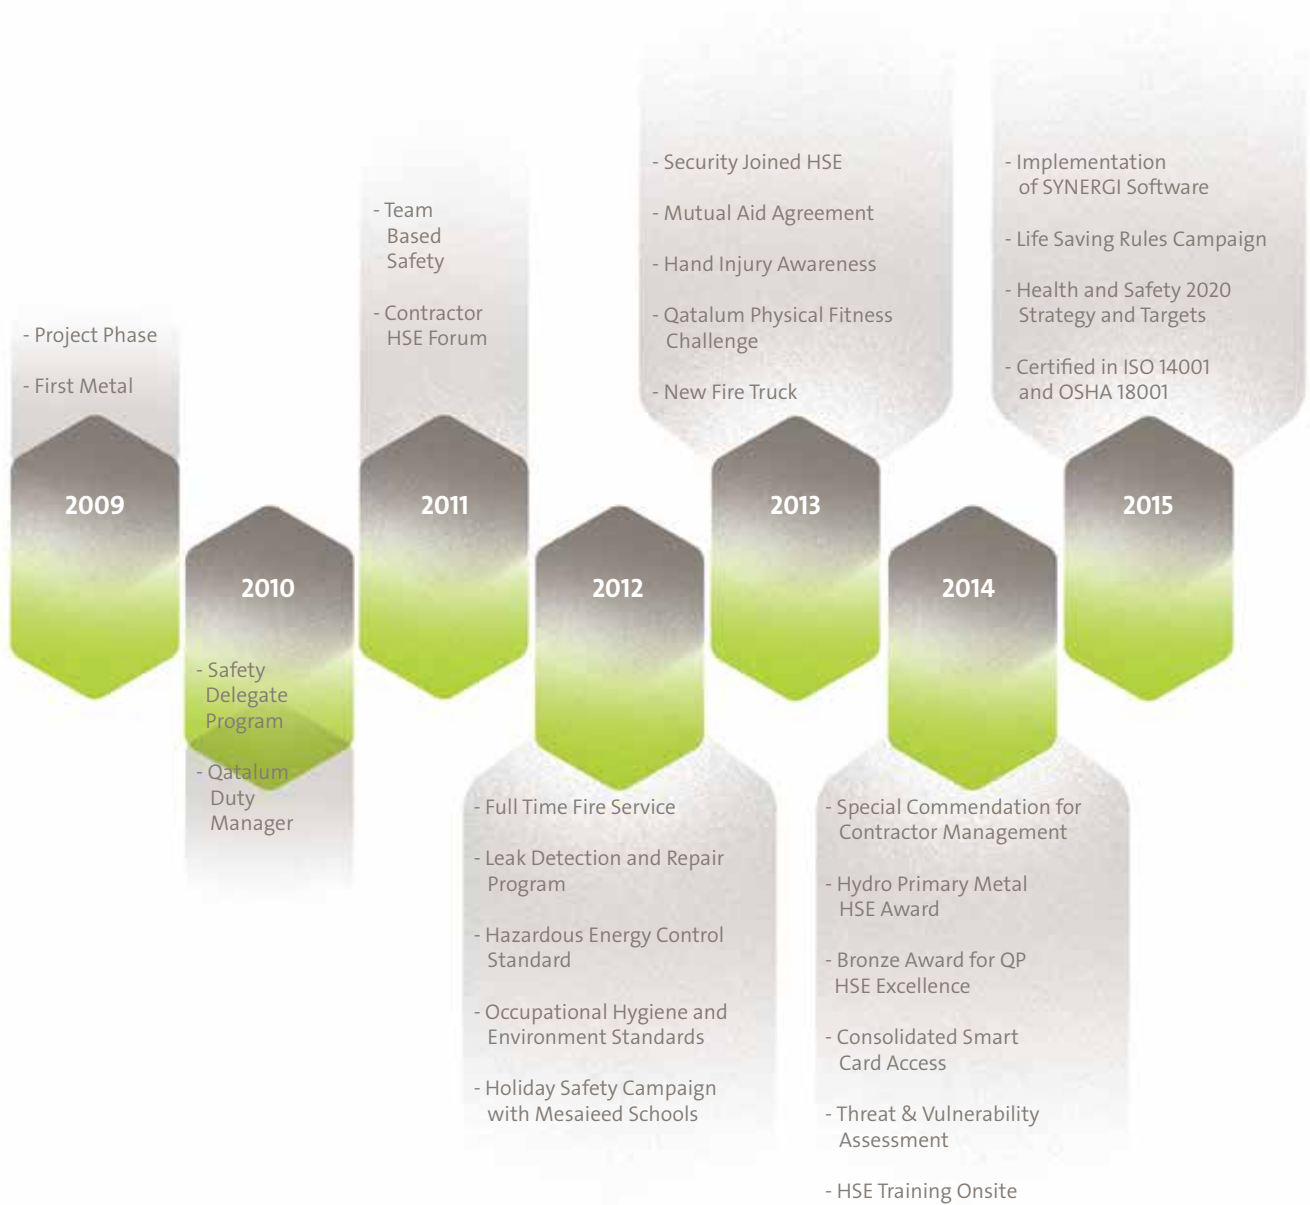 - Project Phase
- First Metal
2009
2010
- Safety
Delegate
Program
- Qatalum
Duty
Manager
- Team
Based
Safety
- Contractor
HSE Forum
2011
2012
- Full Time Fire Service
- Leak Detection and Repair
Program
- Hazardous Energy Control
Standard
- Occupational Hygiene and
Environment Standards
- Holiday Safety Campaign
with Mesaieed Schools
- Security Joined HSE
- Mutual Aid Agreement
- Hand Injury Awareness
- Qatalum Physical Fitness
Challenge
- New Fire Truck
2013
2014
- Special Commendation for
Contractor Management
- Hydro Primary Metal
HSE Award
- Bronze Award for QP
HSE Excellence
- Consolidated Smart
Card Access
- Threat & Vulnerability
Assessment
- HSE Training Onsite
- Implementation
of SYNERGI Software
- Life Saving Rules Campaign
- Health and Safety 2020
Strategy and Targets
- Certified in ISO 14001
and OSHA 18001
2015